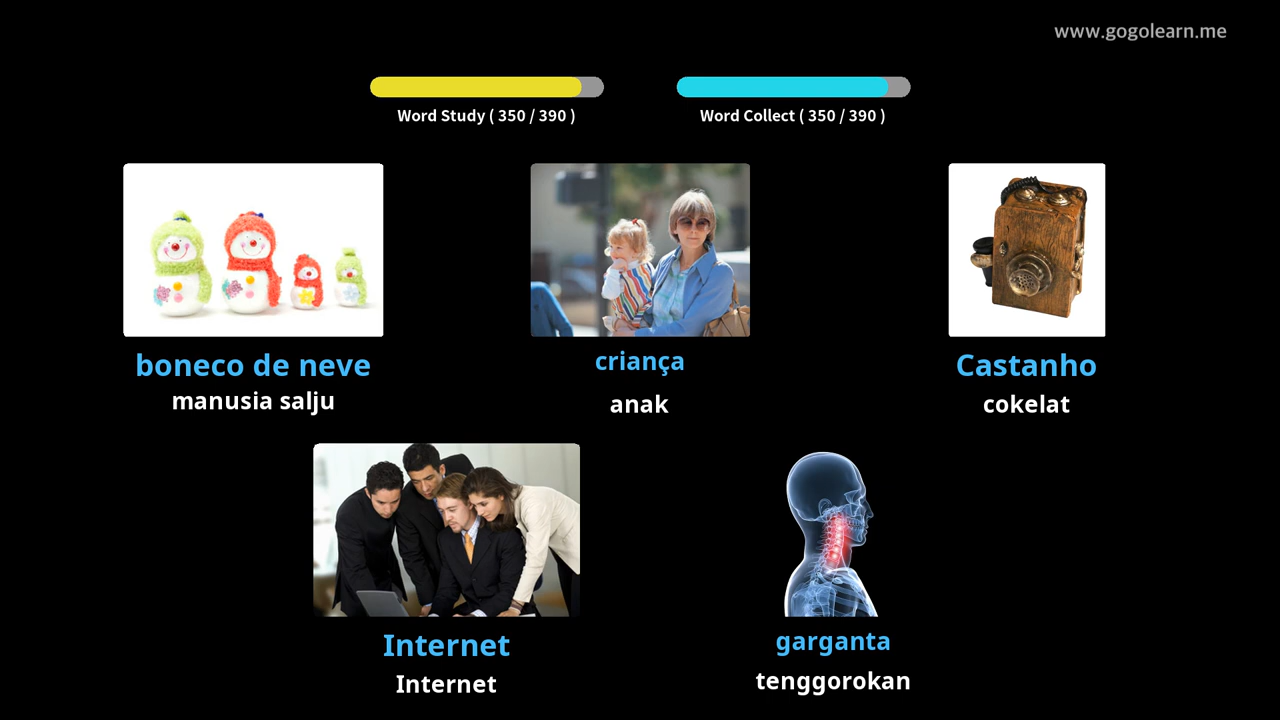 www.gogolearn.me
Word Study ( 350 / 390 )
Word Collect ( 350 / 390 )
boneco de neve
manusia salju
criança
anak
Castanho
cokelat
Internet
Internet
garganta
tenggorokan